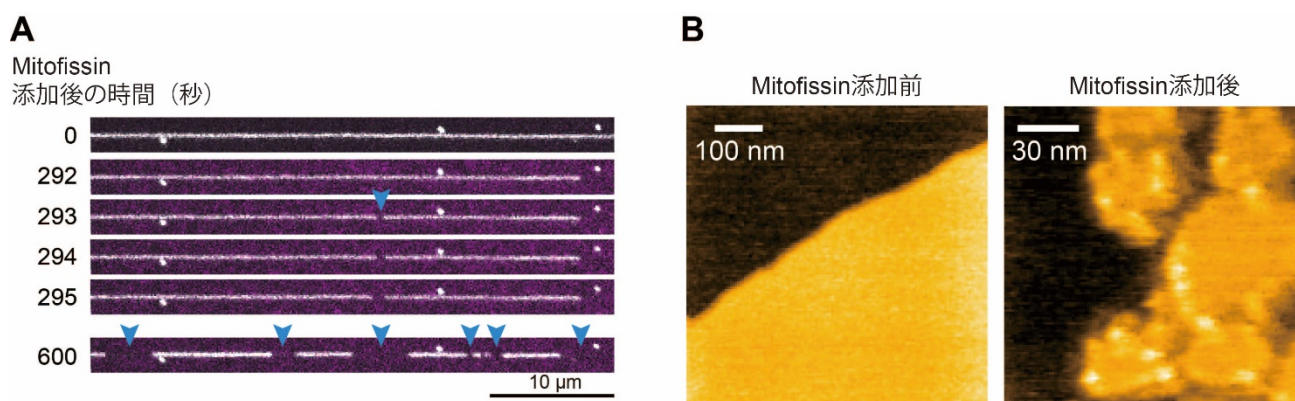 A
Mitofissin
添加後の時間（秒）
0
292
293
294
295
600
10 µm
B
Mitofissin添加前
Mitofissin添加後
100 nm
30 nm